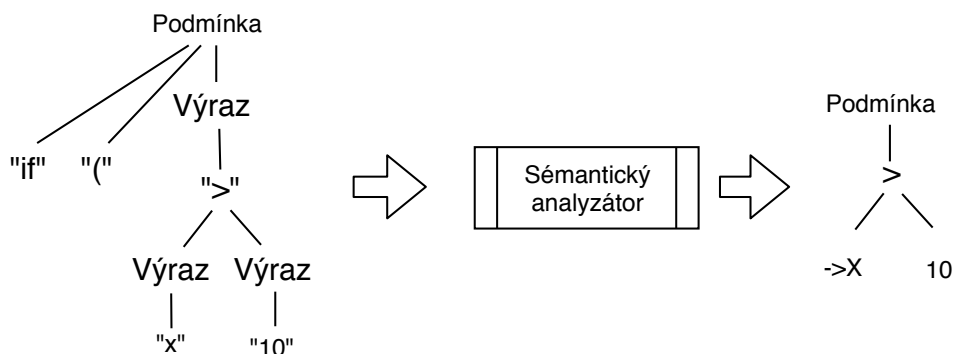 Podmínka
Výraz
"if" "("
">"
Výraz Výraz
"x" "10"
Sémantický
analyzátor
Podmínka
>
->X 10